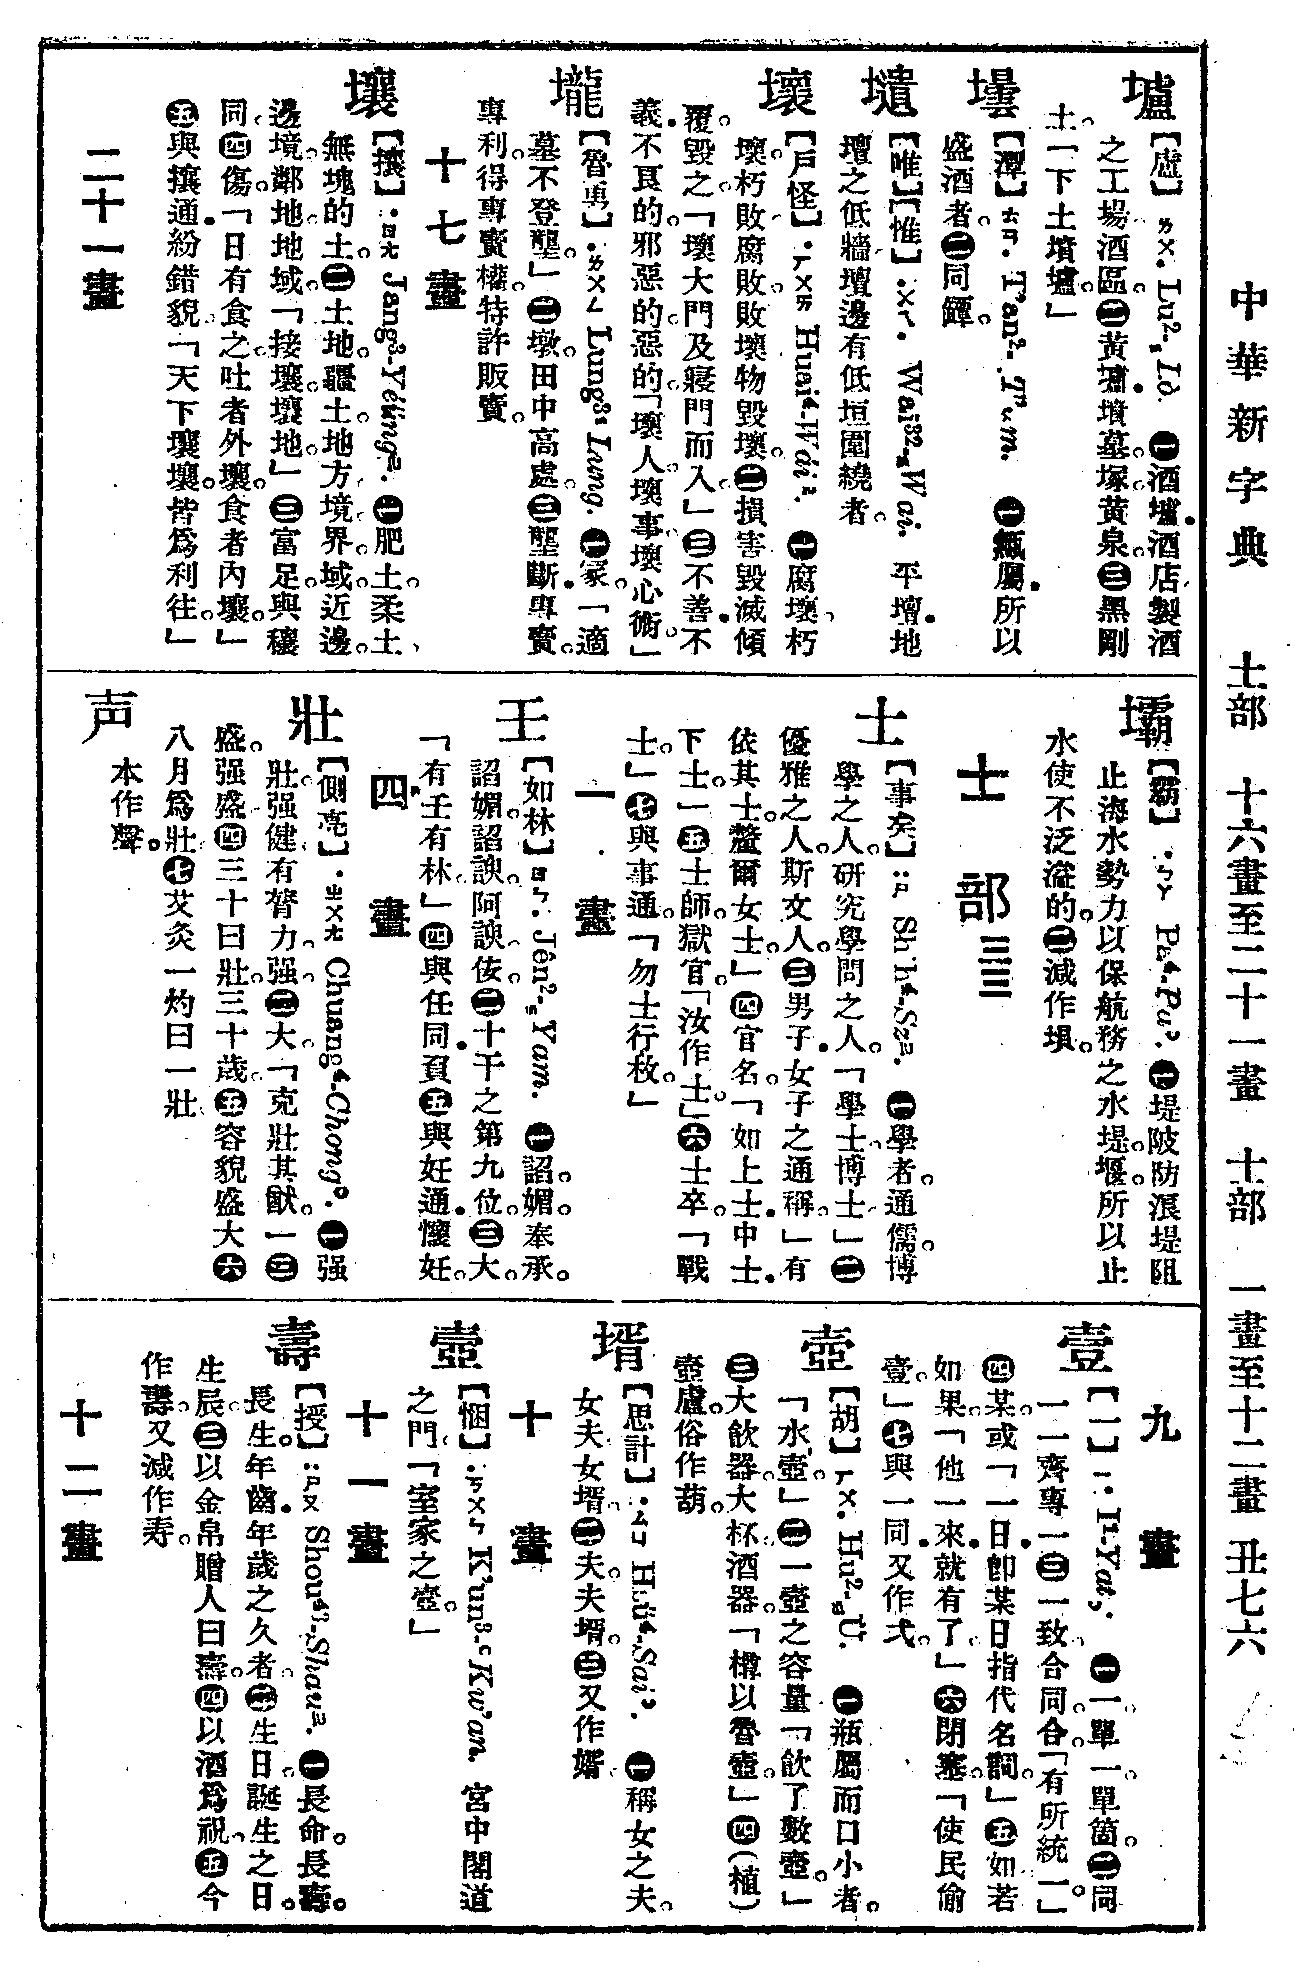 中華新字典 土部 十六畫至二十一畫 士部 一畫至十二畫 丑七六
壚【盧】ㄌㄨ. Lu². Lò. ㊀酒壚酒店製酒
之工場酒區。㊁黃壚墳墓。塚黃泉。㊂黑剛
土「下土墳壚。」
壜【潭】ㄊㄢ. T'an². T'am. ㊀甀屬所以
盛酒者。㊁同罈。
壝【唯】【惟】ㄨㄟ. Wai³². Wai. 平壇地
壇之低牆。壇邊有低垣圍繞者。
壞【戸怪】ㄏㄨㄞ Huai⁴. Wái². ㊀腐壞。朽
壞。朽敗。腐敗。敗壞。物毀壞。㊁損害毀滅傾
覆。毀之。「壞大門及寢門而入。」㊂不善。不
義。不良的。邪惡的。惡的。「壞人。壞事。壞心術。」
壠【魯勇】ㄌㄨㄥ Lung³. Lung. ㊀冢。「適
墓不登壟。」㊁墩。田中高處。㊂壟斷專賣。
專利。得專賣權。特許販賣。
十七畫
壤【攘】ㄖㄤ Jang³. Yéüng². ㊀肥土。柔土。
無塊的土。㊁土地。疆土。地方。境界。域。近邊。
邊境。鄰地。地域。「接壤。壤地。」㊂富足。與穰
同。㊃傷。「日有食之。吐者外壤。食者內壤。」
㊄與攘通。紛錯貌。「天下壤壤。皆爲利往。」
二十一畫
壩【霸】ㄅㄚ Pa⁴. Pa³. ㊀堤陂防浪堤阻
止海水勢力以保航務之水堤。堰。所以止
水使不泛溢的。㊁減作垻。
士部 三三
士【事矣】ㄕ Shïh⁴. Sz². ㊀學者。通儒。博
學之人。研究學問之人。「學士。博士。」㊁
優雅之人。斯文人。㊂男子。女子之通稱。「有
依其士。釐爾女士。」㊃官名。「如上士。中士。
下士。」㊄士師。獄官。「汝作士。」㊅士卒。「戰
士。」㊆與事通。「勿士行枚。」
一畫
壬【如林】ㄖㄣ. Jên². Yam. ㊀諂媚。奉承。
諂媚。諂諛。阿諛。佞。㊁十干之第九位。㊂大。
「有壬有林。」㊃與任同。負。㊄與妊通。懷妊。
四畫
壯【側亮】ㄓㄨㄤ Chuang⁴. Chong³. ㊀强
壯。强健。有膂力。强。㊁大。「克壯其猷。」㊂
盛。强盛。㊃三十曰壯。三十歲。㊄容貌盛大。㊅
八月爲壯。㊆艾灸一灼曰一壯。
声 本作聲。
九畫
壹【一】ㄧ. I¹. Yat. ㊀一。單一。單箇。㊁同
一。一齊。專一。㊂一致。合同。合。「有所統一。」
㊃某。或「一日卽某日指代名詞。」㊄如若
如果。「他一來就有了。」㊅閉塞。「使民偷
壹。」㊆與一同。又作弌。
壺【胡】ㄏㄨ. Hu². Ú. ㊀瓶屬而口小者。
「水壺。」㊁一壺之容量。「飲了數壺。」
㊂大飲器。大杯。酒器。「樽以魯壺。」㊃(植)
壺盧。俗作葫。
壻【思計】ㄙㄩ Hsü⁴. Sai³. ㊀稱女之夫。
女夫。女壻。㊁夫。夫壻。㊂又作婿。
十畫
壼【悃】ㄎㄨㄣ K'un³. Kw'an. 宮中閣道
之門。「室家之壼。」
十一畫
壽【授】ㄕㄡ Shou⁴³. Shau². ㊀長命。長壽。
長生。年齒。年歲之久者。㊁生日。誕生之日。
生辰。㊂以金帛贈人曰壽。㊃以酒爲祝。㊄今
作夀。又減作寿。
十二畫